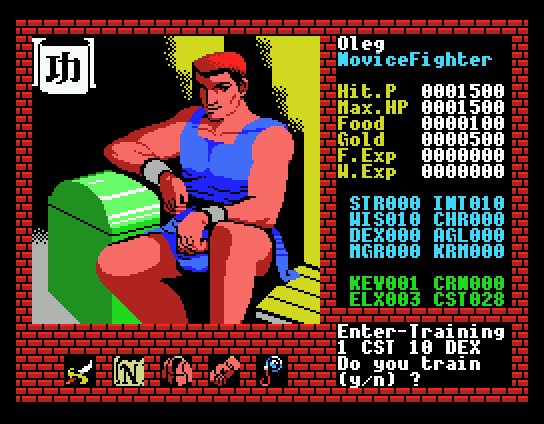 Oleg
NoviceFighter
Hit.P 0001500
Max.HP 0001500
Food 0000100
Gold 0000500
F.Exp 0000000
W.Exp 0000000
STR000 INT010
WIS010 CHR000
DEX000 AGL000
MGR000 KRM000
KEY001 CRN000
ELX003 CST028
Enter-Training
1 CST 10 DEX
Do you train
(y/n) ?
N